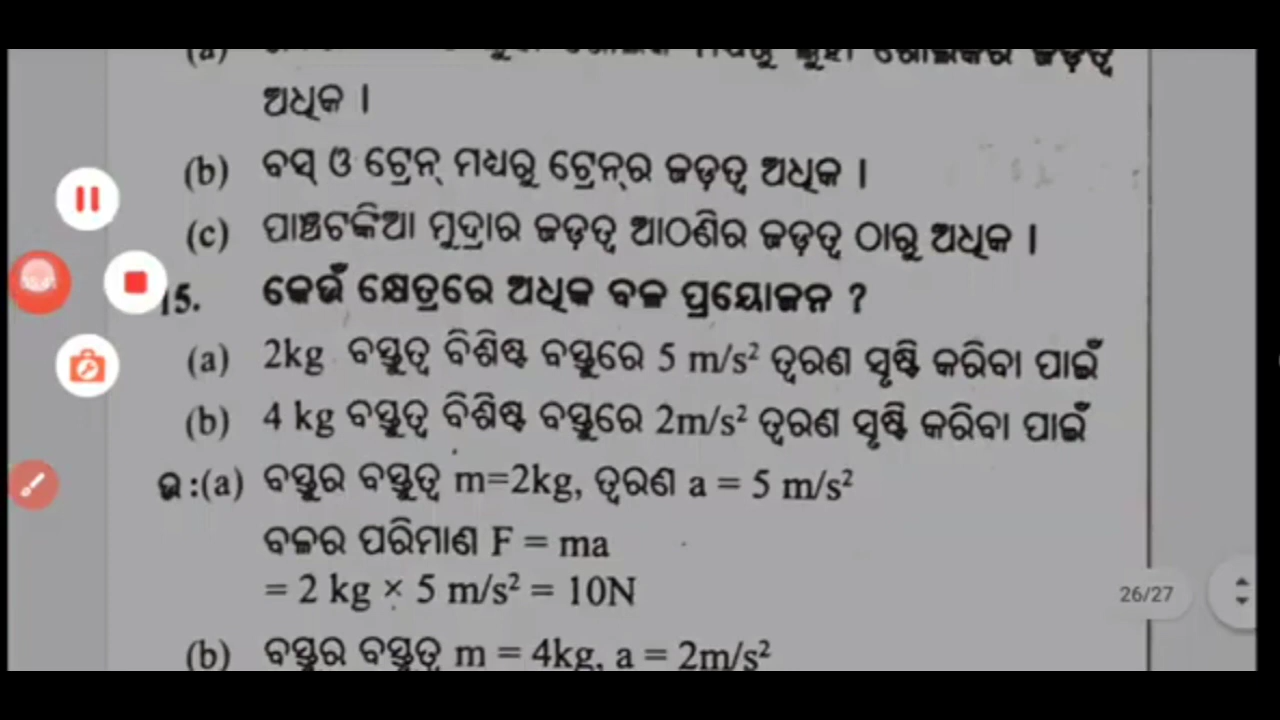 ଅଧିକ ।
(b) ବସ୍ ଓ ଟ୍ରେନ୍ ମଧ୍ୟରୁ ଟ୍ରେନ୍‌ର ଜଡ଼ତ୍ୱ ଅଧିକ ।
(c) ପାଞ୍ଚଟଙ୍କିଆ ମୁଦ୍ରାର ଜଡ଼ତ୍ୱ ଆଠଣିର ଜଡ଼ତ୍ୱ ଠାରୁ ଅଧିକ ।
15. କେଉଁ କ୍ଷେତ୍ରରେ ଅଧିକ ବଳ ପ୍ରୟୋଜନ ?
(a) 2kg ବସ୍ତୁତ୍ୱ ବିଶିଷ୍ଟ ବସ୍ତୁରେ 5 m/s² ତ୍ୱରଣ ସୃଷ୍ଟି କରିବା ପାଇଁ
(b) 4 kg ବସ୍ତୁତ୍ୱ ବିଶିଷ୍ଟ ବସ୍ତୁରେ 2m/s² ତ୍ୱରଣ ସୃଷ୍ଟି କରିବା ପାଇଁ
ଉ :(a) ବସ୍ତୁର ବସ୍ତୁତ୍ୱ m=2kg, ତ୍ୱରଣ a = 5 m/s²
ବଳର ପରିମାଣ F = ma
= 2 kg × 5 m/s² = 10N
26/27
(b) ବସ୍ତୁର ବସ୍ତୁତ୍ୱ m = 4kg, a = 2m/s²